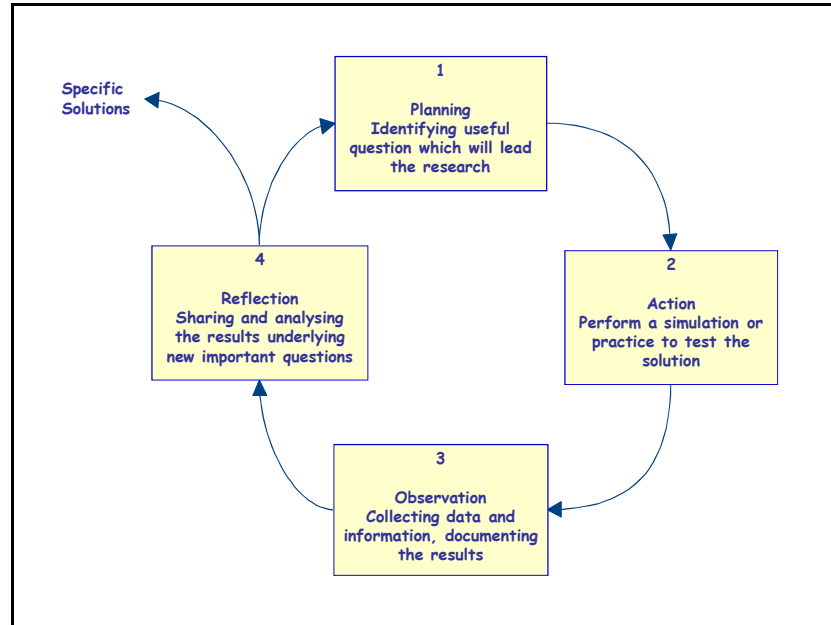 Specific
Solutions
1
Planning
Identifying useful
question which will lead
the research
2
Action
Perform a simulation or
practice to test the
solution
3
Observation
Collecting data and
information, documenting
the results
4
Reflection
Sharing and analysing
the results underlying
new important questions